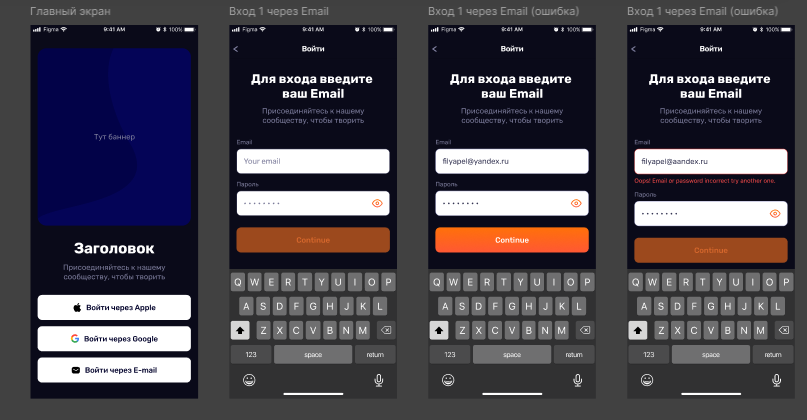 Главный экран
Figma
9:41 AM
100%
Тут баннер
Заголовок
Присоединяйтесь к нашему
сообществу, чтобы творить
Войти через Apple
Войти через Google
Войти через E-mail
Вход 1 через Email
Figma
9:41 AM
100%
Войти
Для входа введите
ваш Email
Присоединяйтесь к нашему
сообществу, чтобы творить
Email
Your email
Пароль
Continue
Q W E R T Y U I O P
A S D F G H J K L
Z X C V B N M
123 space return
Вход 1 через Email (ошибка)
Figma
9:41 AM
100%
Войти
Для входа введите
ваш Email
Присоединяйтесь к нашему
сообществу, чтобы творить
Email
filyapel@yandex.ru
Пароль
Continue
Q W E R T Y U I O P
A S D F G H J K L
Z X C V B N M
123 space return
Вход 1 через Email (ошибка)
Figma
9:41 AM
100%
Войти
Для входа введите
ваш Email
Присоединяйтесь к нашему
сообществу, чтобы творить
Email
filyapel@aandex.ru
Oops! Email or password incorrect try another one.
Пароль
Continue
Q W E R T Y U I O P
A S D F G H J K L
Z X C V B N M
123 space return